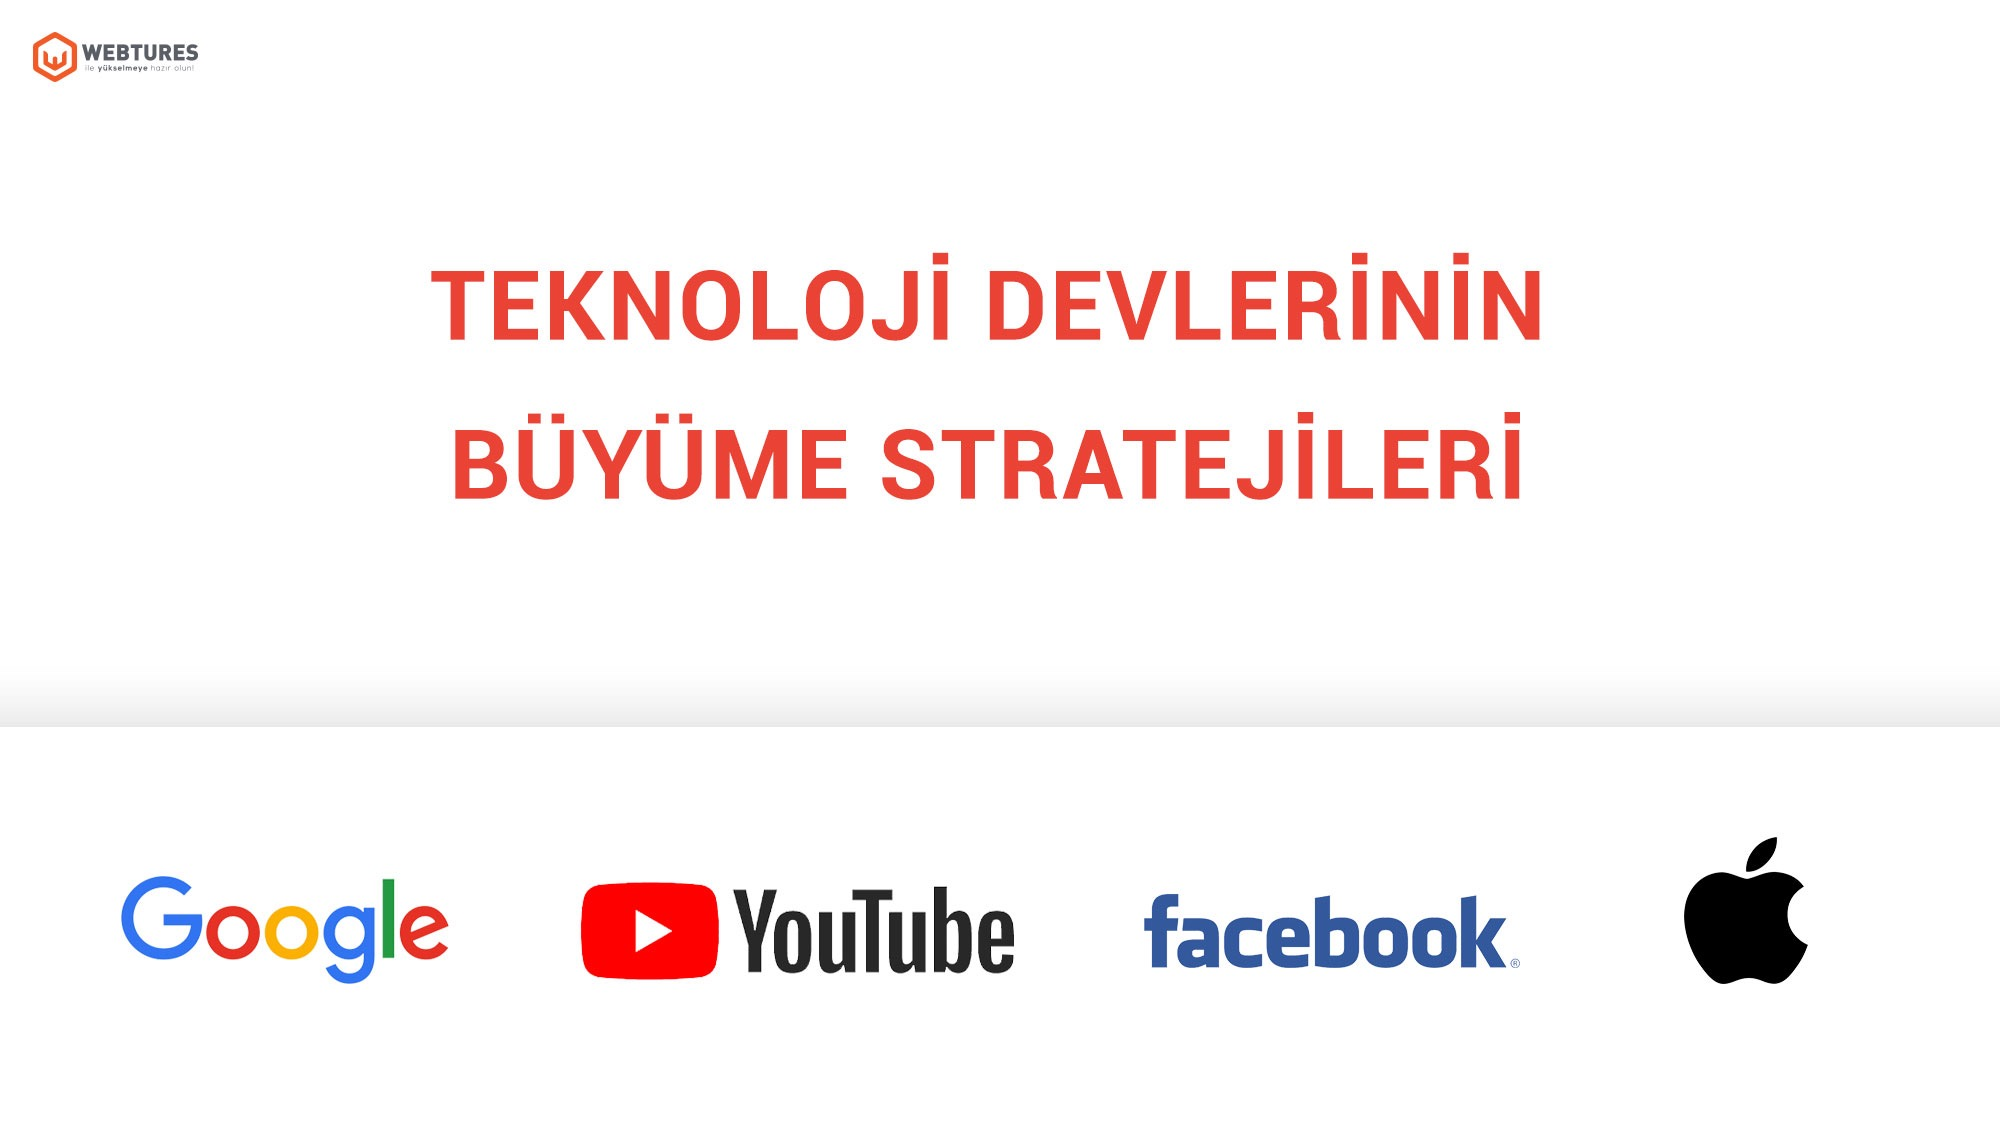 WEBTURES
ile yükselmeye hazır olun!
TEKNOLOJİ DEVLERİNİN
BÜYÜME STRATEJİLERİ
Google YouTube facebook®